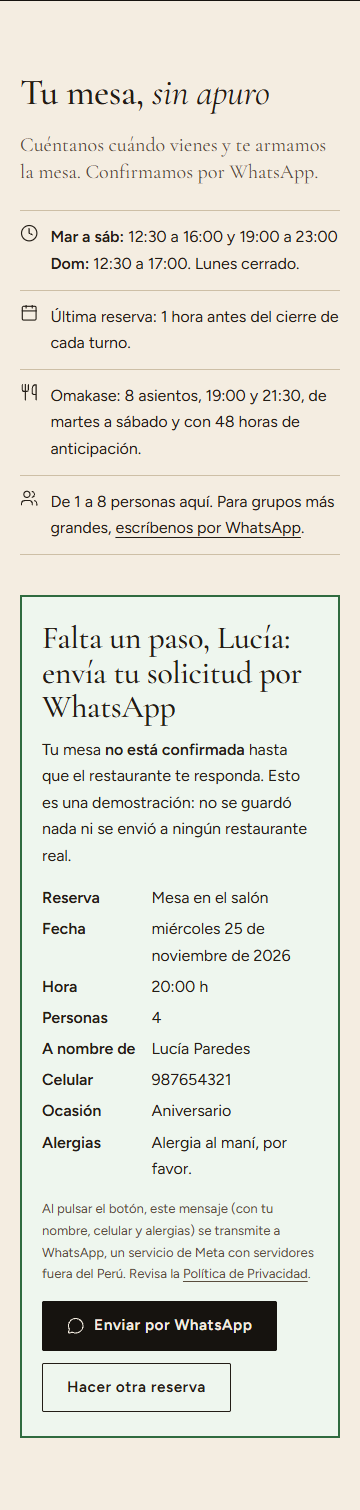 Tu mesa, sin apuro
Cuéntanos cuándo vienes y te armamos
la mesa. Confirmamos por WhatsApp.
Mar a sáb: 12:30 a 16:00 y 19:00 a 23:00
Dom: 12:30 a 17:00. Lunes cerrado.
Última reserva: 1 hora antes del cierre de
cada turno.
Omakase: 8 asientos, 19:00 y 21:30, de
martes a sábado y con 48 horas de
anticipación.
De 1 a 8 personas aquí. Para grupos más
grandes, escríbenos por WhatsApp.
Falta un paso, Lucía:
envía tu solicitud por
WhatsApp
Tu mesa no está confirmada hasta
que el restaurante te responda. Esto
es una demostración: no se guardó
nada ni se envió a ningún restaurante
real.
Reserva Mesa en el salón
Fecha miércoles 25 de
noviembre de 2026
Hora 20:00 h
Personas 4
A nombre de Lucía Paredes
Celular 987654321
Ocasión Aniversario
Alergias Alergia al maní, por
favor.
Al pulsar el botón, este mensaje (con tu
nombre, celular y alergias) se transmite a
WhatsApp, un servicio de Meta con servidores
fuera del Perú. Revisa la Política de Privacidad.
Enviar por WhatsApp
Hacer otra reserva